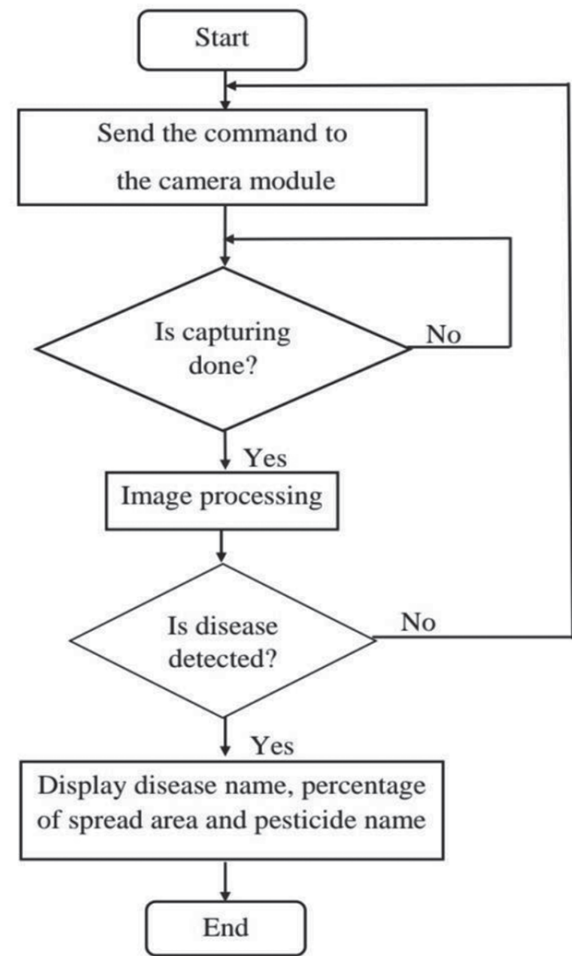 Start
Send the command to
the camera module
Is capturing
done?
No
Yes
Image processing
Is disease
detected?
No
Yes
Display disease name, percentage
of spread area and pesticide name
End